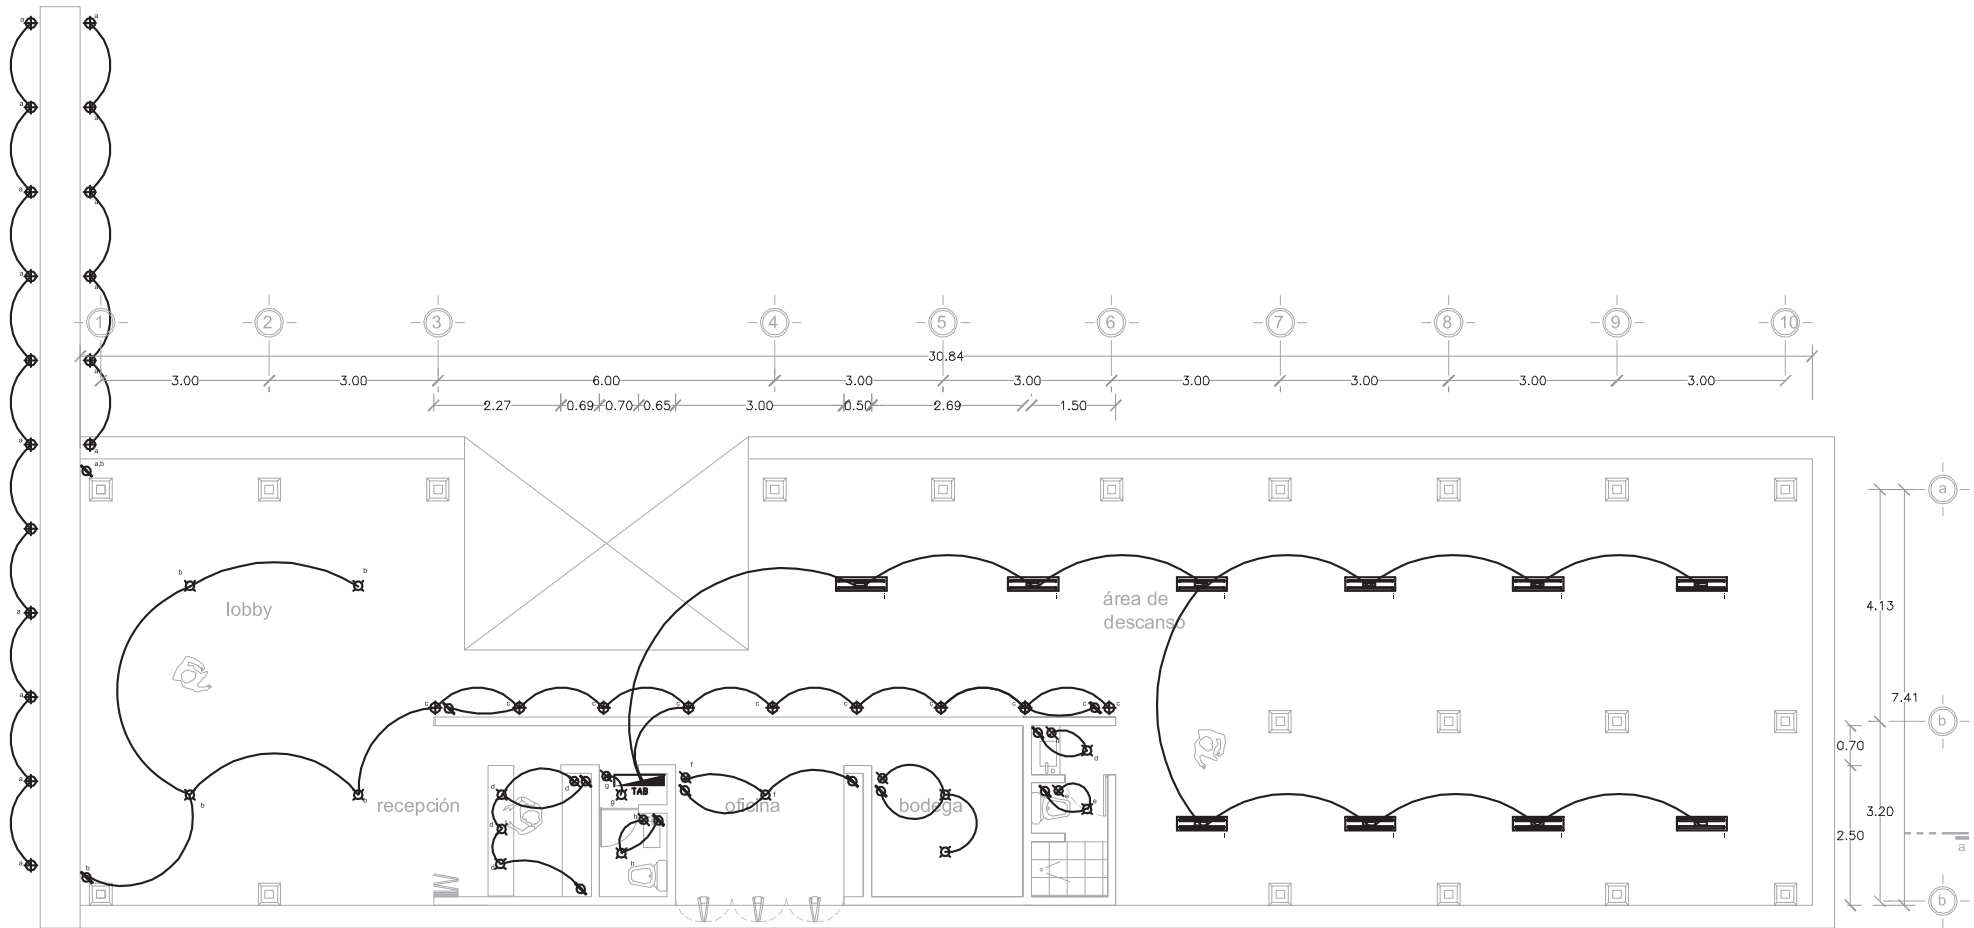 a
a
a
a
a
a
a
a
1
2
3
4
5
6
7
8
9
10
30.84
3.00
3.00
6.00
3.00
3.00
3.00
3.00
3.00
3.00
2.27
0.69
0.70
0.65
3.00
0.50
2.69
1.50
a
a
a
a
a,b
a
a
a
a
a
a
a
b
b
lobby
i
i
i
i
i
i
área de
descanso
4.13
7.41
b
c
c
c
c
c
c
c
c
c
d
0.70
b
b
recepción
d
d
d
d
g
g
TAB
h
h
f
f
oficina
bodega
e
e
i
i
i
i
3.20
2.50
a
b
b